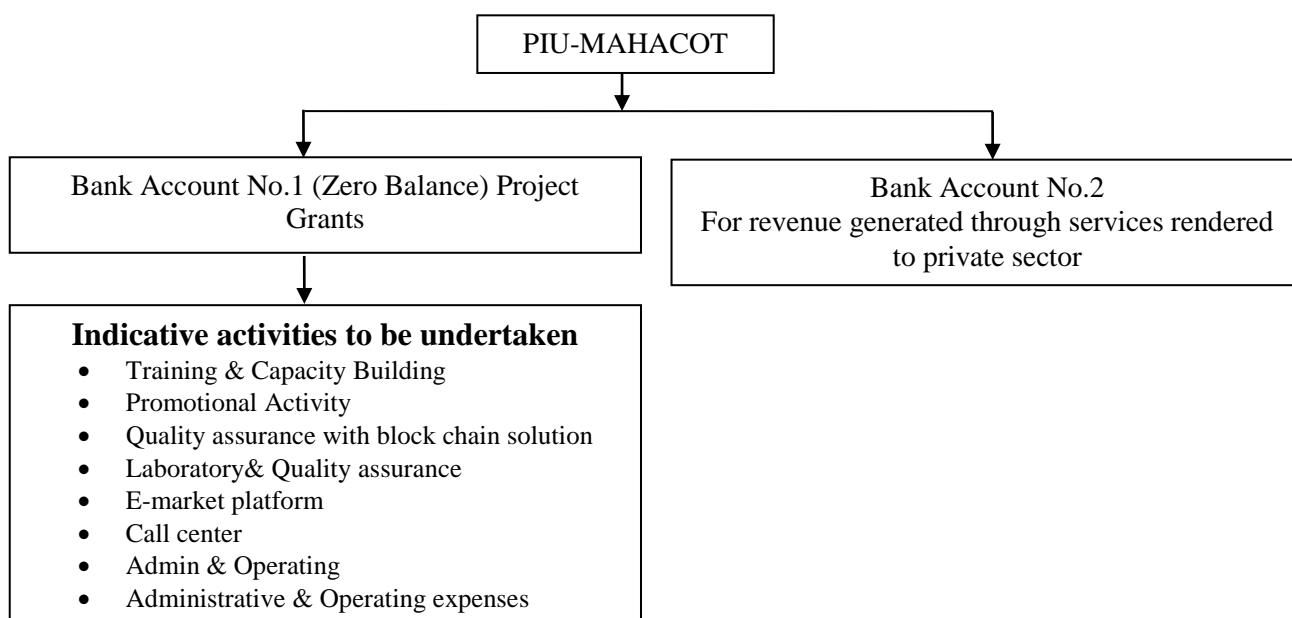 PIU-MAHACOT
Bank Account No.1 (Zero Balance) Project
Grants
Bank Account No.2
For revenue generated through services rendered
to private sector
Indicative activities to be undertaken
• Training & Capacity Building
• Promotional Activity
• Quality assurance with block chain solution
• Laboratory& Quality assurance
• E-market platform
• Call center
• Admin & Operating
• Administrative & Operating expenses